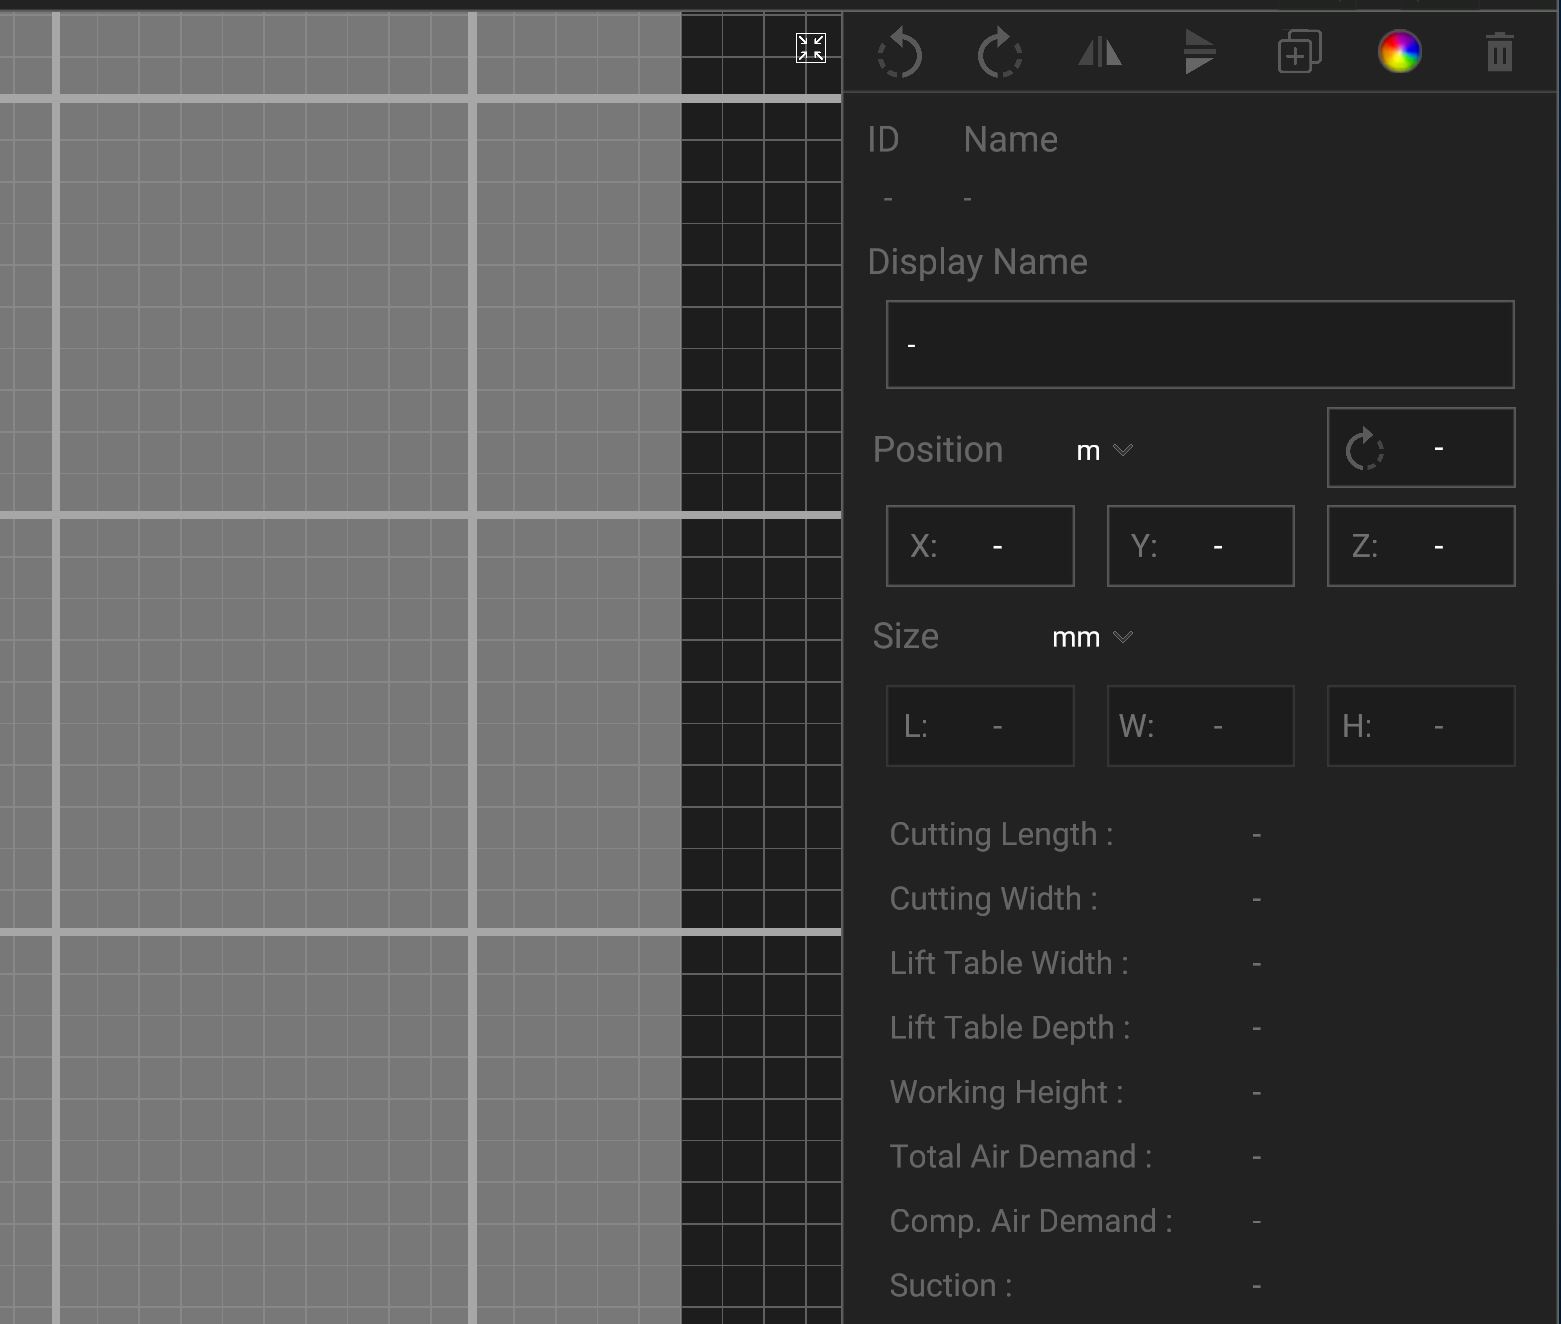 ID Name
- -
Display Name
-
Position m -
X: - Y: - Z: -
Size mm
L: - W: - H: -
Cutting Length : -
Cutting Width : -
Lift Table Width : -
Lift Table Depth : -
Working Height : -
Total Air Demand : -
Comp. Air Demand : -
Suction : -